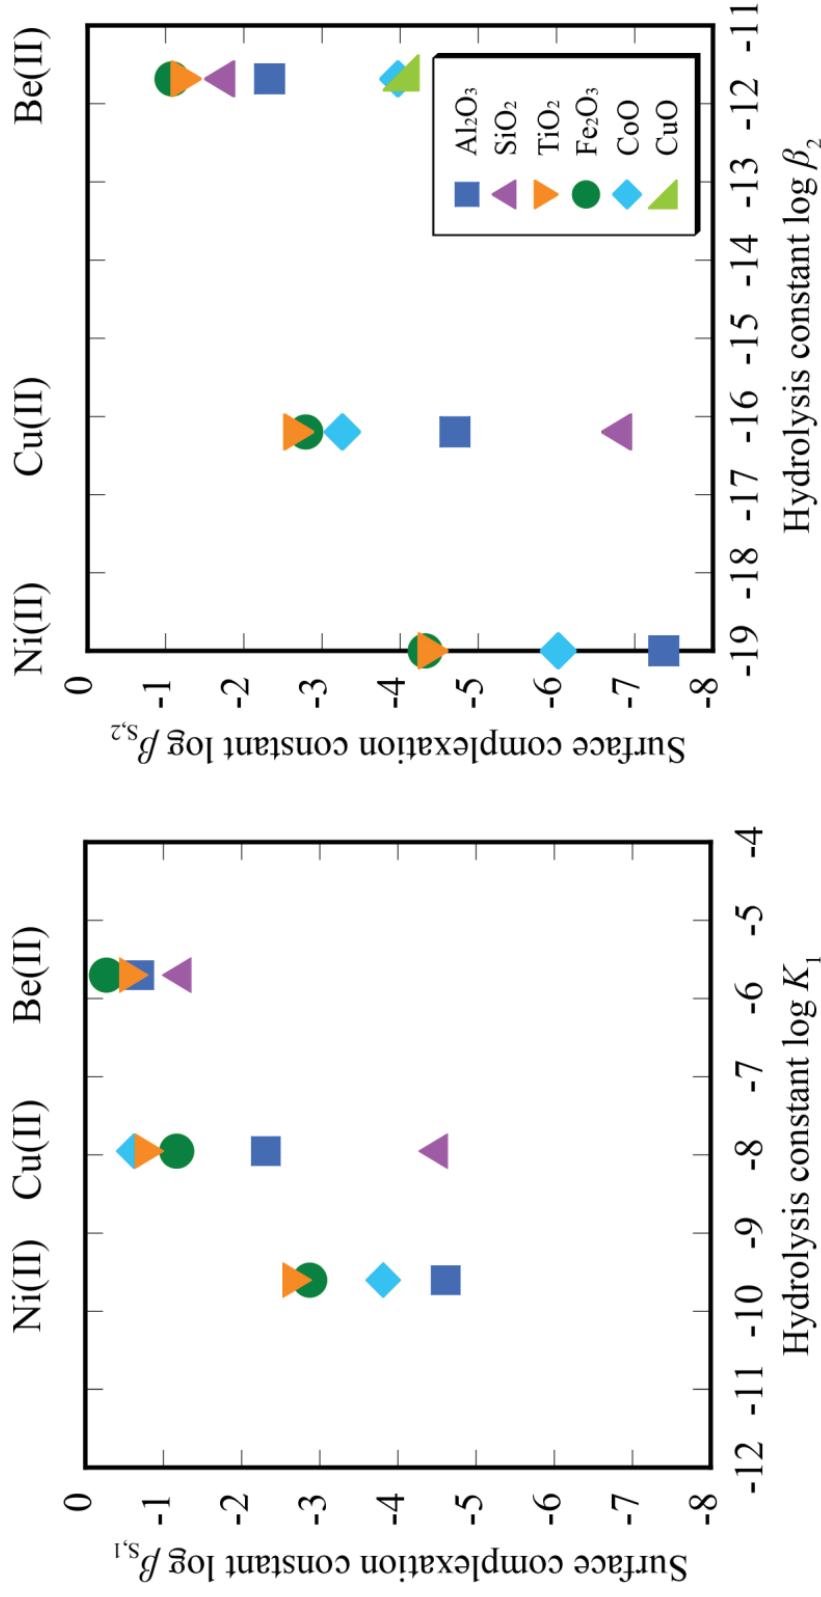 Ni(II) Cu(II) Be(II)
0
-1
-2
-3
-4
-5
-6
-7
-8
Surface complexation constant log β_S,1
-12 -11 -10 -9 -8 -7 -6 -5 -4
Hydrolysis constant log K₁
Ni(II) Cu(II) Be(II)
0
-1
-2
-3
-4
-5
-6
-7
-8
Surface complexation constant log β_S,2
-19 -18 -17 -16 -15 -14 -13 -12 -11
Hydrolysis constant log β₂
Al₂O₃
SiO₂
TiO₂
Fe₂O₃
CoO
CuO